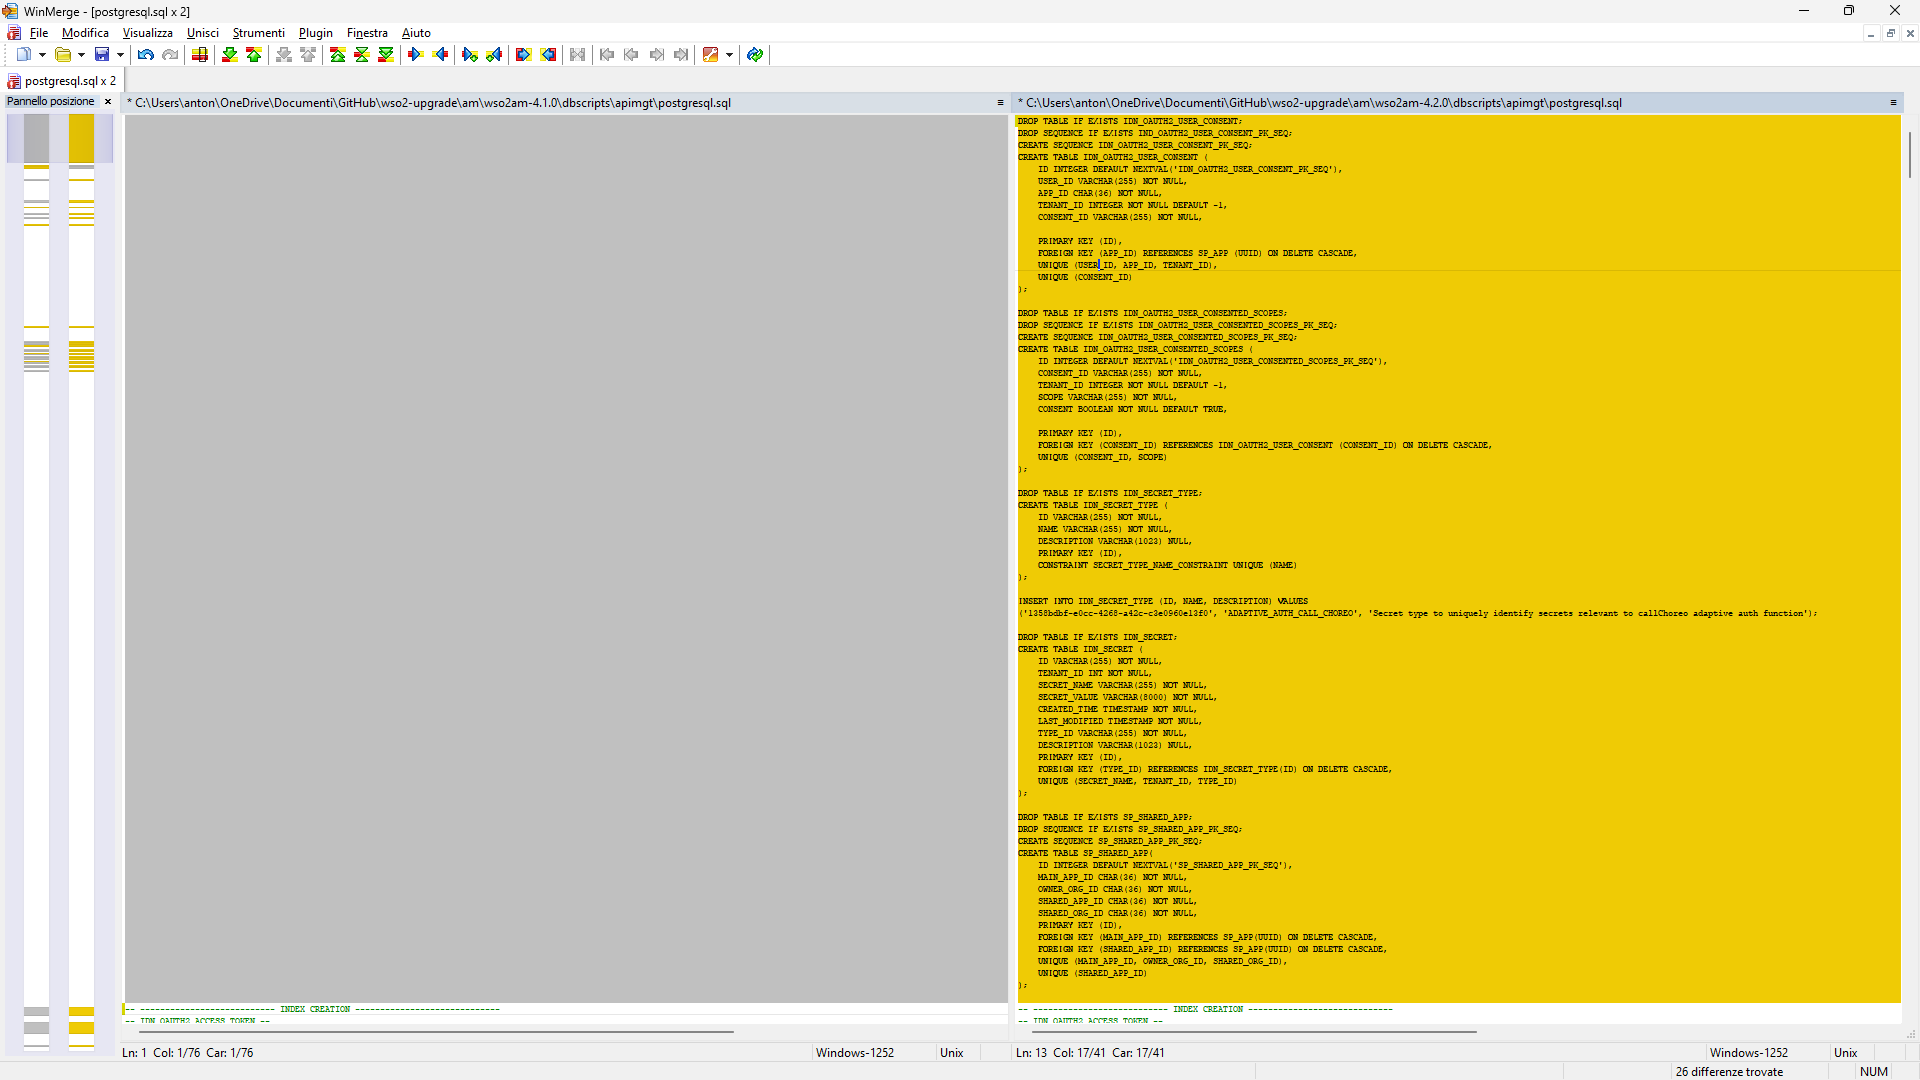 WinMerge - [postgresql.sql x 2]
File Modifica Visualizza Unisci Strumenti Plugin Finestra Aiuto
postgresql.sql x 2
Pannello posizione
* C:\Users\anton\OneDrive\Documenti\GitHub\wso2-upgrade\am\wso2am-4.1.0\dbscripts\apimgt\postgresql.sql
* C:\Users\anton\OneDrive\Documenti\GitHub\wso2-upgrade\am\wso2am-4.2.0\dbscripts\apimgt\postgresql.sql
DROP TABLE IF EXISTS IDN_OAUTH2_USER_CONSENT;
DROP SEQUENCE IF EXISTS IND_OAUTH2_USER_CONSENT_PK_SEQ;
CREATE SEQUENCE IDN_OAUTH2_USER_CONSENT_PK_SEQ;
CREATE TABLE IDN_OAUTH2_USER_CONSENT (
ID INTEGER DEFAULT NEXTVAL('IDN_OAUTH2_USER_CONSENT_PK_SEQ'),
USER_ID VARCHAR(255) NOT NULL,
APP_ID CHAR(36) NOT NULL,
TENANT_ID INTEGER NOT NULL DEFAULT -1,
CONSENT_ID VARCHAR(255) NOT NULL,
PRIMARY KEY (ID),
FOREIGN KEY (APP_ID) REFERENCES SP_APP (UUID) ON DELETE CASCADE,
UNIQUE (USER_ID, APP_ID, TENANT_ID),
UNIQUE (CONSENT_ID)
);
DROP TABLE IF EXISTS IDN_OAUTH2_USER_CONSENTED_SCOPES;
DROP SEQUENCE IF EXISTS IDN_OAUTH2_USER_CONSENTED_SCOPES_PK_SEQ;
CREATE SEQUENCE IDN_OAUTH2_USER_CONSENTED_SCOPES_PK_SEQ;
CREATE TABLE IDN_OAUTH2_USER_CONSENTED_SCOPES (
ID INTEGER DEFAULT NEXTVAL('IDN_OAUTH2_USER_CONSENTED_SCOPES_PK_SEQ'),
CONSENT_ID VARCHAR(255) NOT NULL,
TENANT_ID INTEGER NOT NULL DEFAULT -1,
SCOPE VARCHAR(255) NOT NULL,
CONSENT BOOLEAN NOT NULL DEFAULT TRUE,
PRIMARY KEY (ID),
FOREIGN KEY (CONSENT_ID) REFERENCES IDN_OAUTH2_USER_CONSENT (CONSENT_ID) ON DELETE CASCADE,
UNIQUE (CONSENT_ID, SCOPE)
);
DROP TABLE IF EXISTS IDN_SECRET_TYPE;
CREATE TABLE IDN_SECRET_TYPE (
ID VARCHAR(255) NOT NULL,
NAME VARCHAR(255) NOT NULL,
DESCRIPTION VARCHAR(1023) NULL,
PRIMARY KEY (ID),
CONSTRAINT SECRET_TYPE_NAME_CONSTRAINT UNIQUE (NAME)
);
INSERT INTO IDN_SECRET_TYPE (ID, NAME, DESCRIPTION) VALUES
('1358bdbf-e0cc-4268-a42c-c3e0960e13f0', 'ADAPTIVE_AUTH_CALL_CHOREO', 'Secret type to uniquely identify secrets relevant to callChoreo adaptive auth function');
DROP TABLE IF EXISTS IDN_SECRET;
CREATE TABLE IDN_SECRET (
ID VARCHAR(255) NOT NULL,
TENANT_ID INT NOT NULL,
SECRET_NAME VARCHAR(255) NOT NULL,
SECRET_VALUE VARCHAR(8000) NOT NULL,
CREATED_TIME TIMESTAMP NOT NULL,
LAST_MODIFIED TIMESTAMP NOT NULL,
TYPE_ID VARCHAR(255) NOT NULL,
DESCRIPTION VARCHAR(1023) NULL,
PRIMARY KEY (ID),
FOREIGN KEY (TYPE_ID) REFERENCES IDN_SECRET_TYPE(ID) ON DELETE CASCADE,
UNIQUE (SECRET_NAME, TENANT_ID, TYPE_ID)
);
DROP TABLE IF EXISTS SP_SHARED_APP;
DROP SEQUENCE IF EXISTS SP_SHARED_APP_PK_SEQ;
CREATE SEQUENCE SP_SHARED_APP_PK_SEQ;
CREATE TABLE SP_SHARED_APP(
ID INTEGER DEFAULT NEXTVAL('SP_SHARED_APP_PK_SEQ'),
MAIN_APP_ID CHAR(36) NOT NULL,
OWNER_ORG_ID CHAR(36) NOT NULL,
SHARED_APP_ID CHAR(36) NOT NULL,
SHARED_ORG_ID CHAR(36) NOT NULL,
PRIMARY KEY (ID),
FOREIGN KEY (MAIN_APP_ID) REFERENCES SP_APP(UUID) ON DELETE CASCADE,
FOREIGN KEY (SHARED_APP_ID) REFERENCES SP_APP(UUID) ON DELETE CASCADE,
UNIQUE (MAIN_APP_ID, OWNER_ORG_ID, SHARED_ORG_ID),
UNIQUE (SHARED_APP_ID)
);
-- --------------------------- INDEX CREATION -----------------------------
-- IDN_OAUTH2_ACCESS_TOKEN --
-- --------------------------- INDEX CREATION -----------------------------
-- IDN_OAUTH2_ACCESS_TOKEN --
Ln: 1 Col: 1/76 Car: 1/76 Windows-1252 Unix
Ln: 13 Col: 17/41 Car: 17/41 Windows-1252 Unix
26 differenze trovate NUM